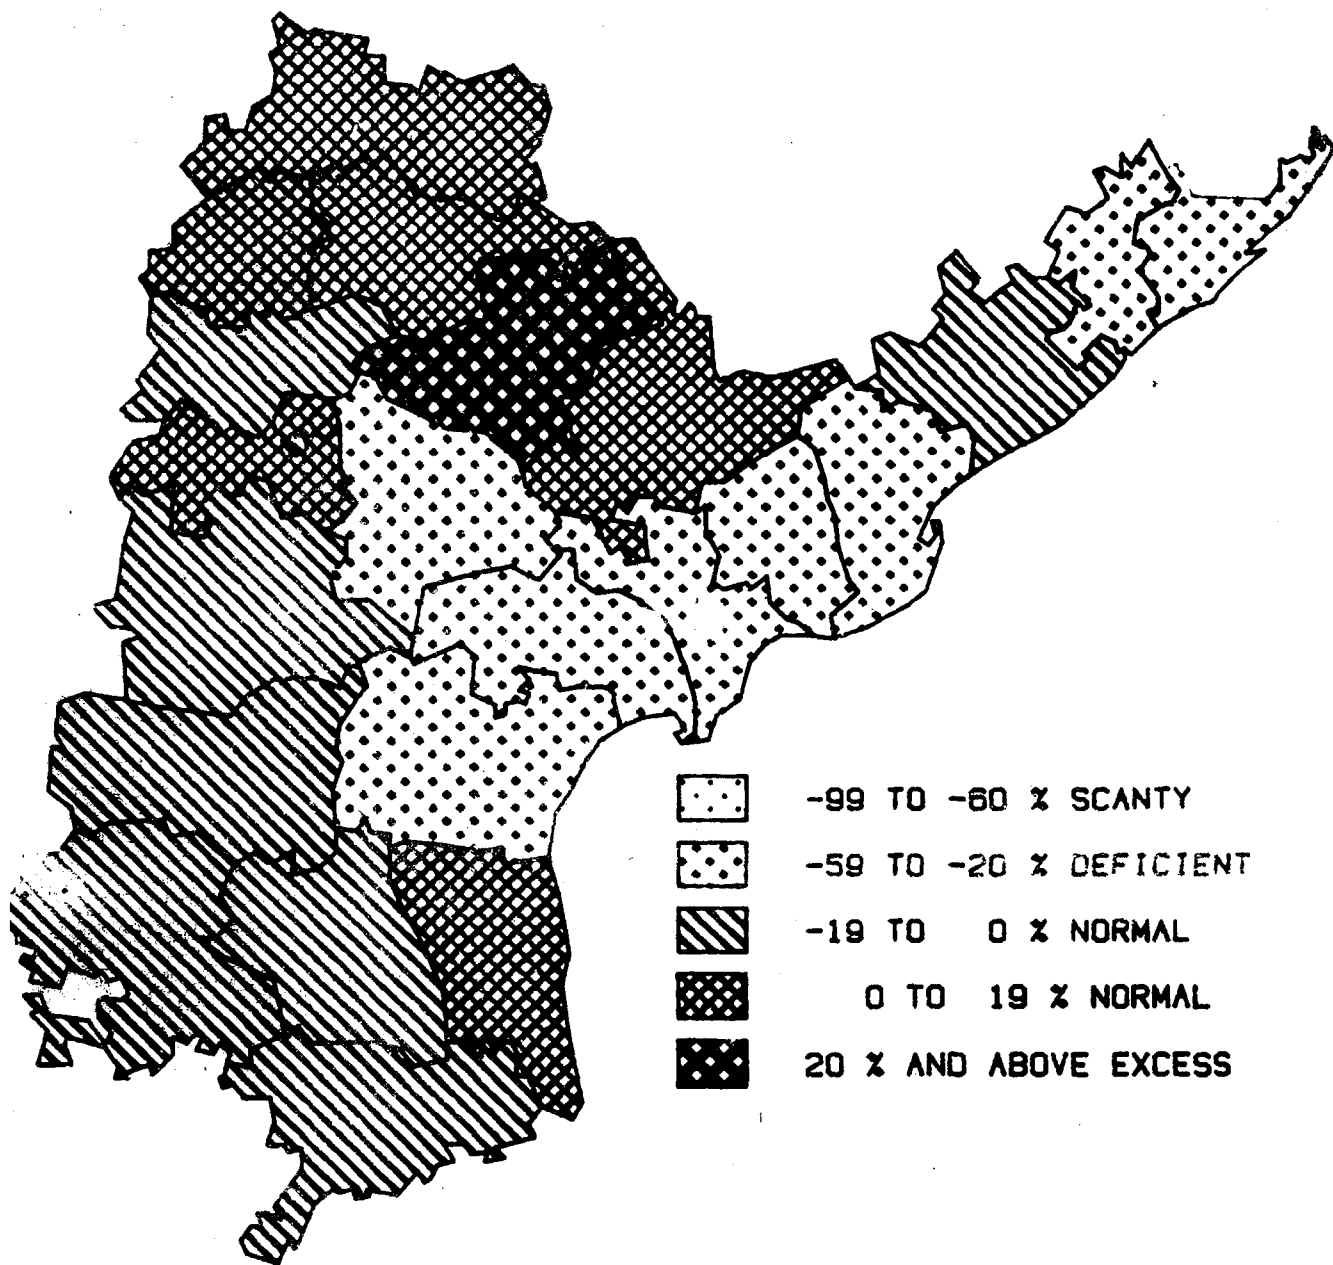 -99 TO -60 % SCANTY
-59 TO -20 % DEFICIENT
-19 TO 0 % NORMAL
0 TO 19 % NORMAL
20 % AND ABOVE EXCESS